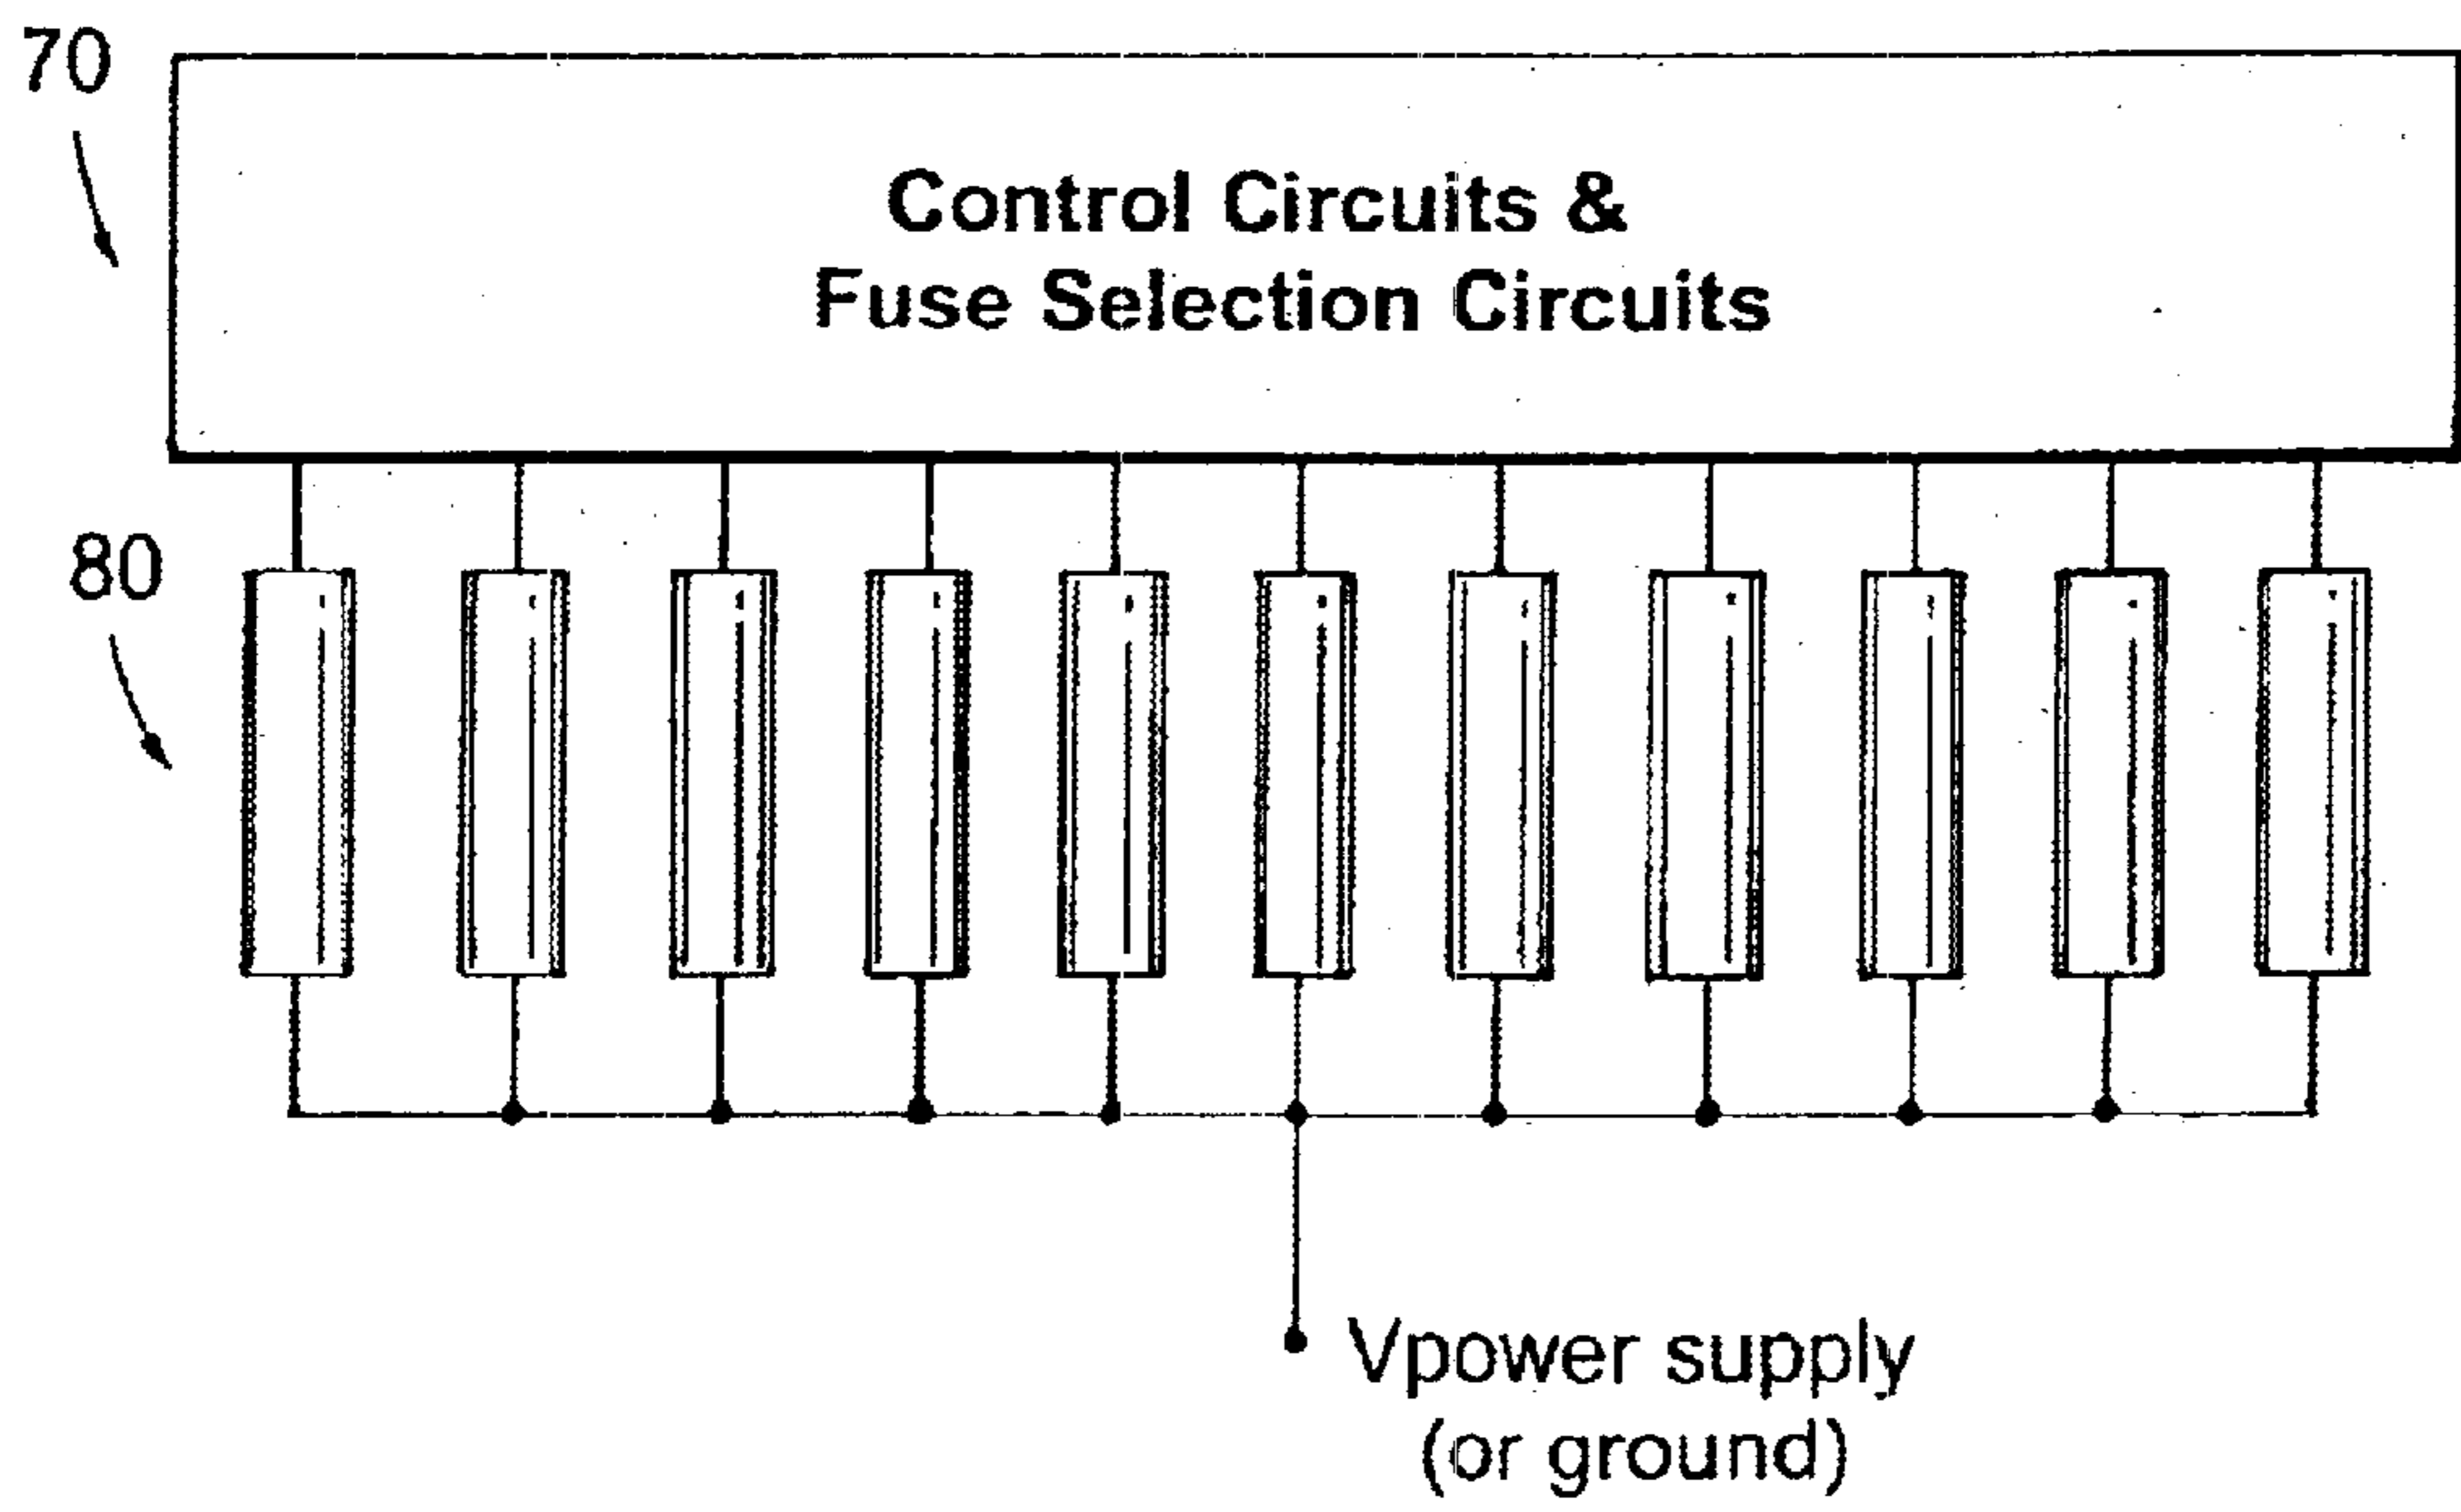 70
Control Circuits &
Fuse Selection Circuits
80
Vpower supply
(or ground)